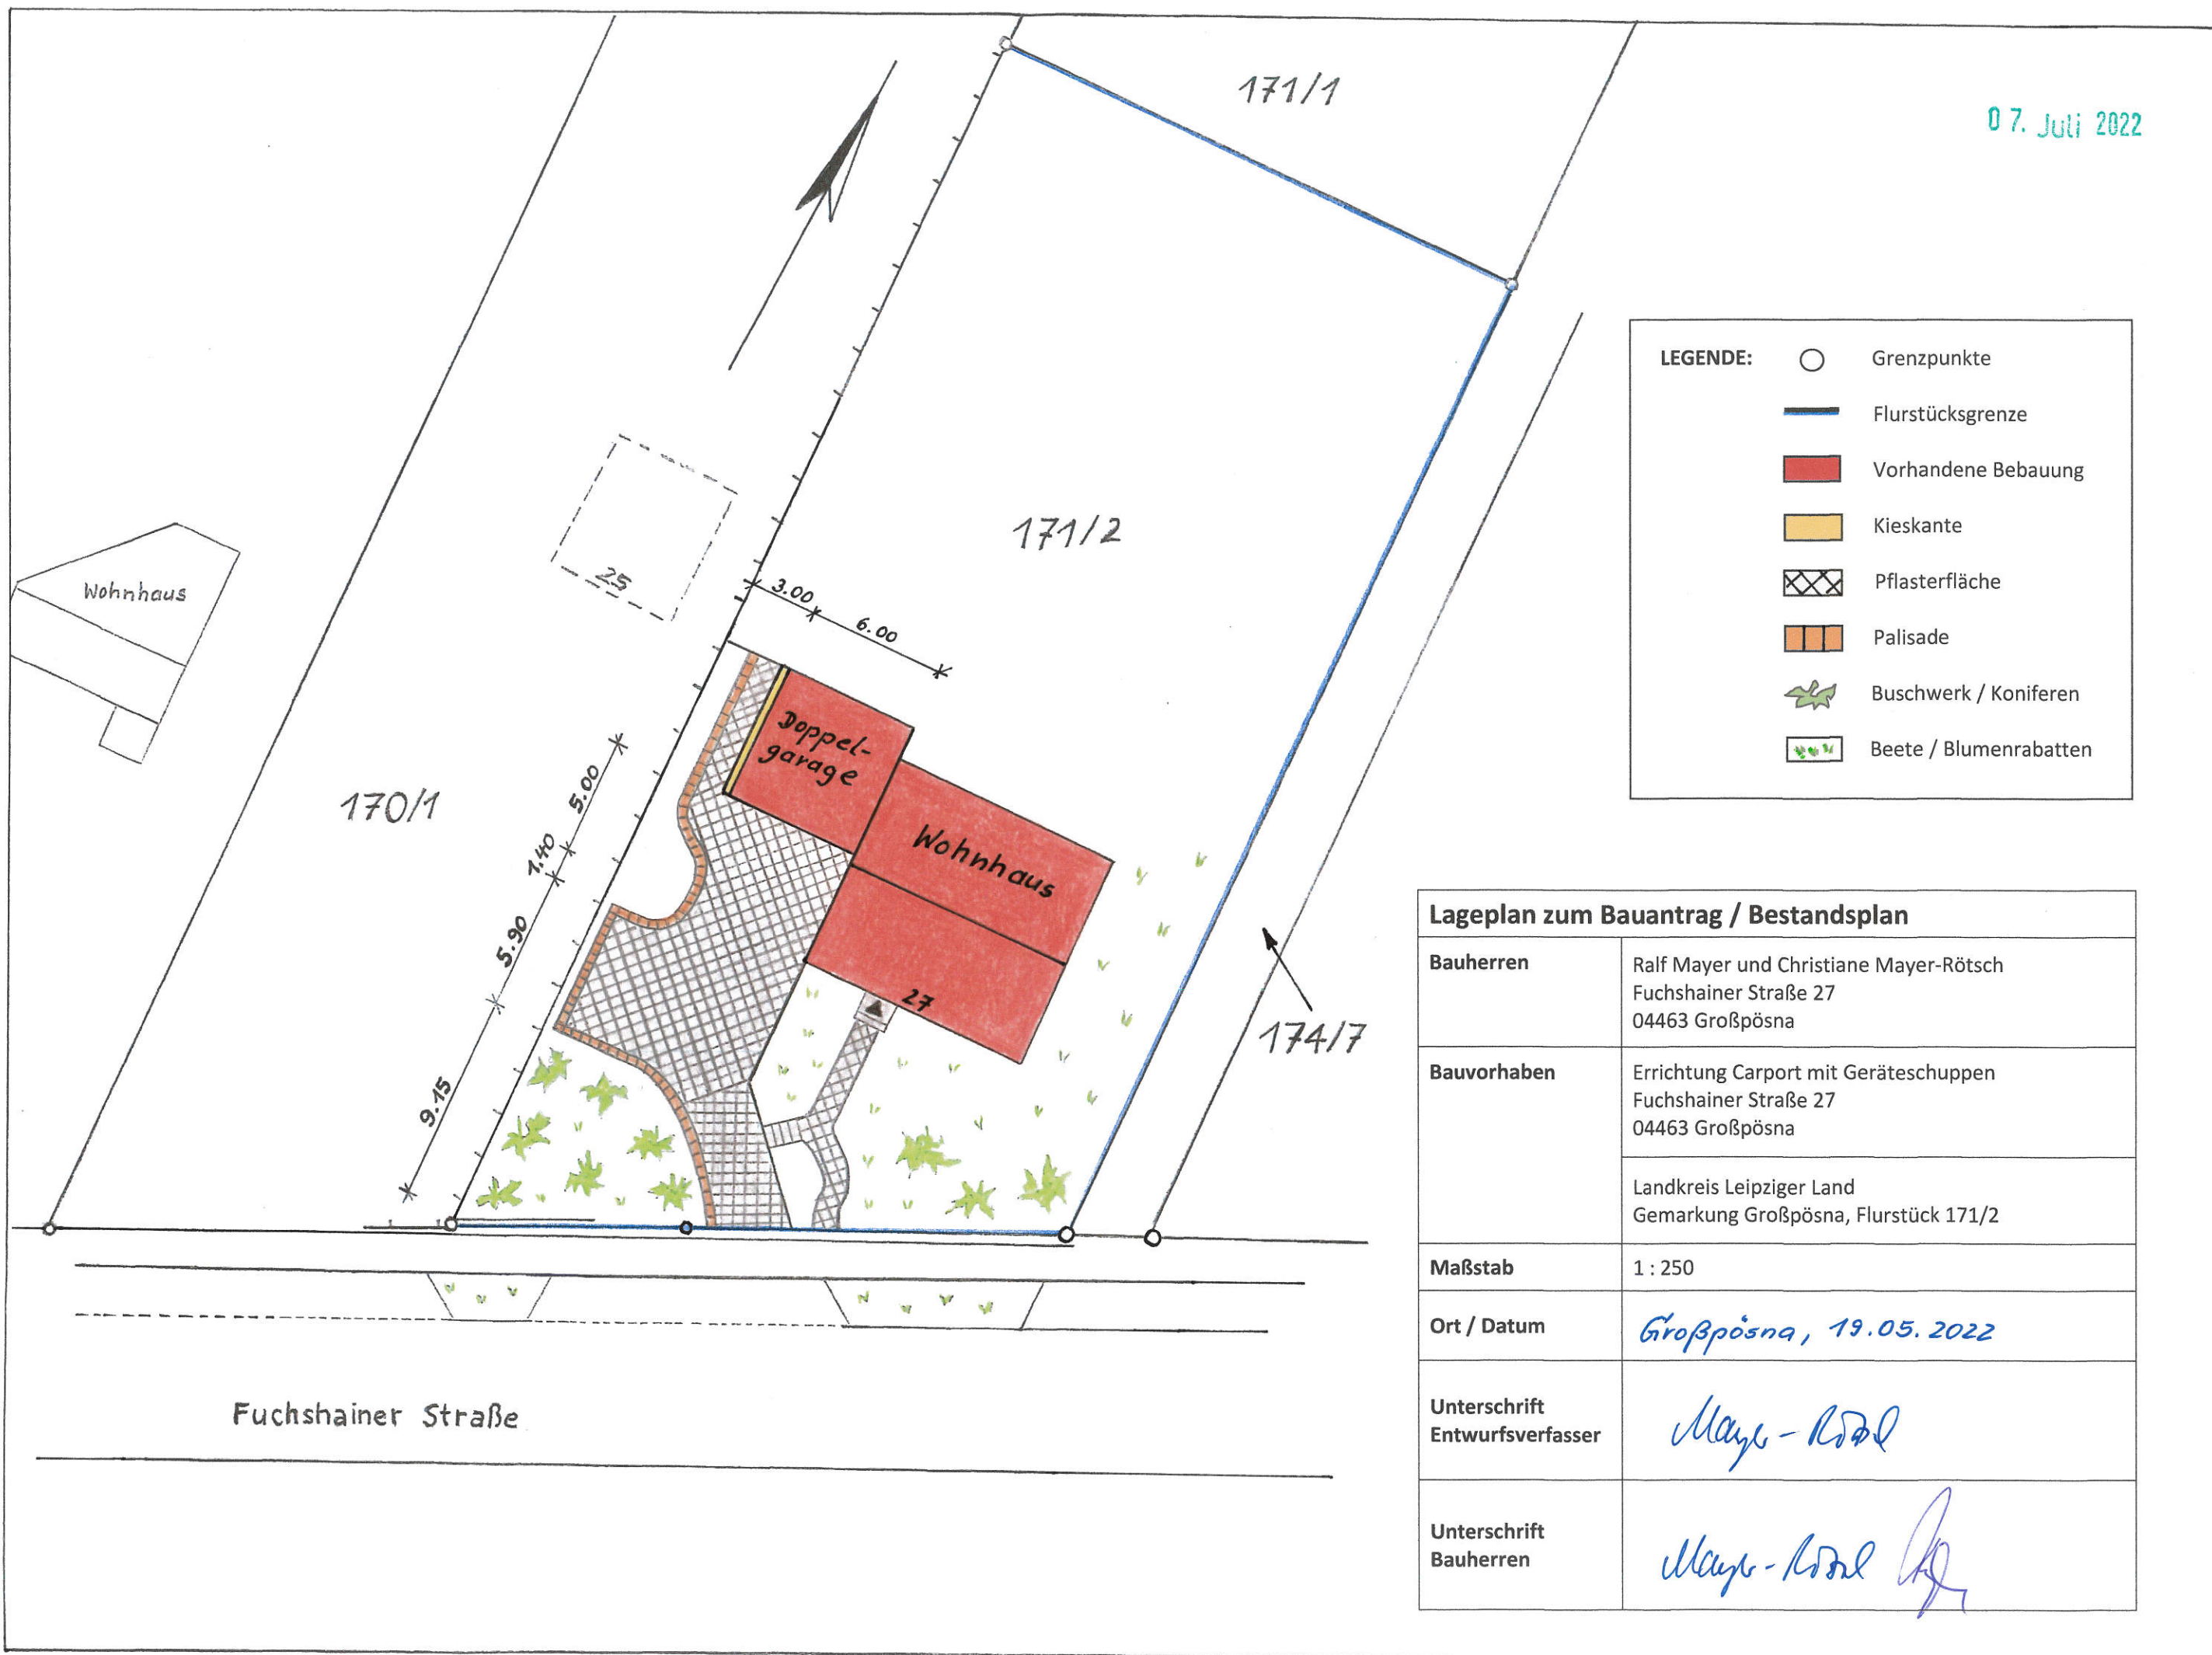 171/1
07. Juli 2022
LEGENDE:
Grenzpunkte
Flurstücksgrenze
Vorhandene Bebauung
Kieskante
Pflasterfläche
Palisade
Buschwerk / Koniferen
Beete / Blumenrabatten
171/2
25
Wohnhaus
3.00
6.00
Doppel-
garage
Wohnhaus
27
170/1
5.00
1.40
5.90
9.15
174/7
Fuchshainer Straße
Lageplan zum Bauantrag / Bestandsplan
Bauherren
Ralf Mayer und Christiane Mayer-Rötsch
Fuchshainer Straße 27
04463 Großpösna
Bauvorhaben
Errichtung Carport mit Geräteschuppen
Fuchshainer Straße 27
04463 Großpösna
Landkreis Leipziger Land
Gemarkung Großpösna, Flurstück 171/2
Maßstab
1 : 250
Ort / Datum
Großpösna, 19.05.2022
Unterschrift
Entwurfsverfasser
Unterschrift
Bauherren